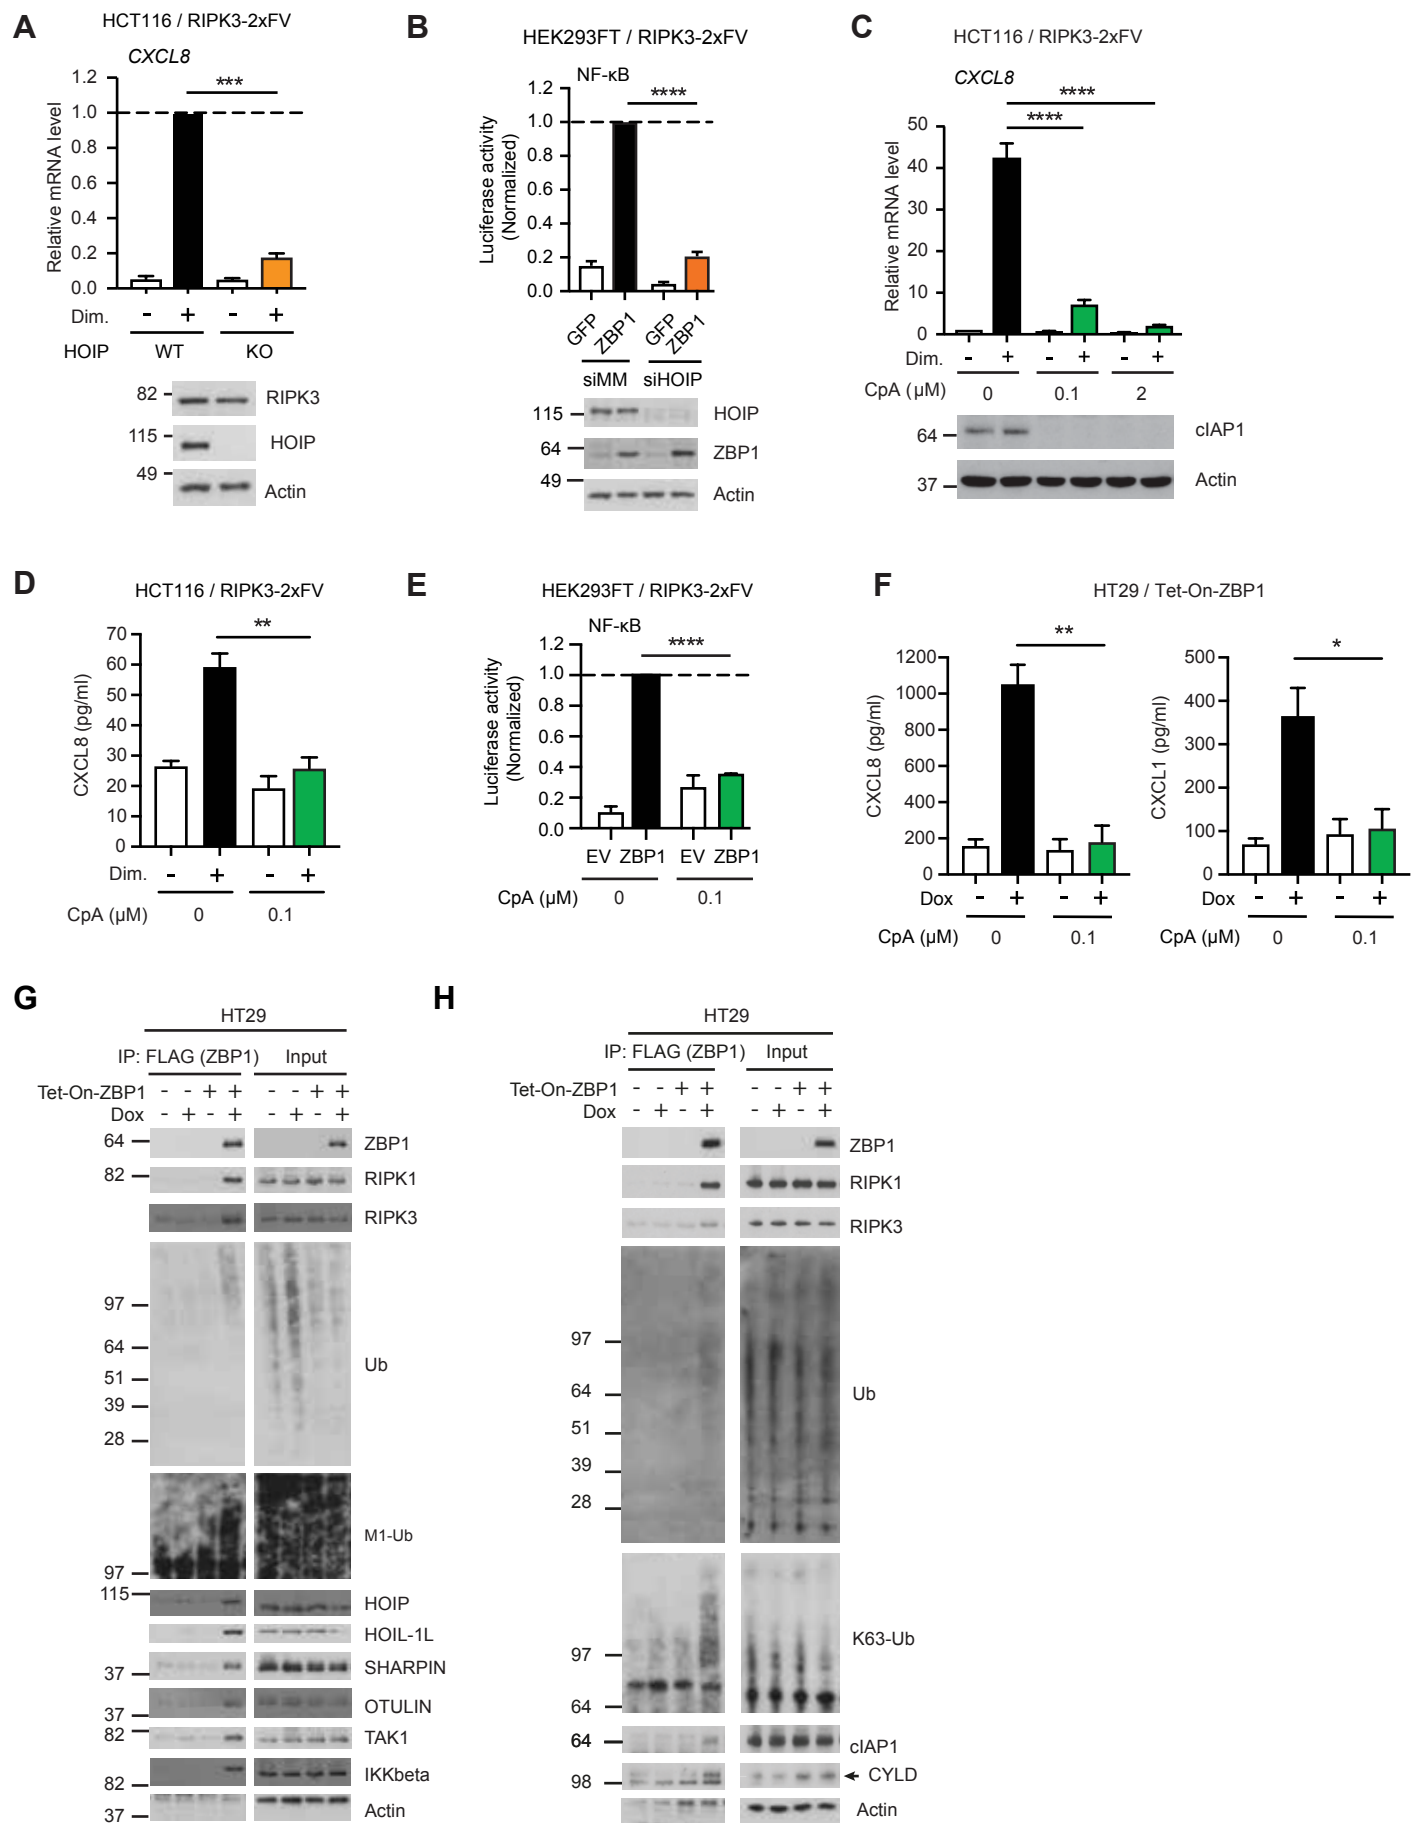 A
HCT116 / RIPK3-2xFV
CXCL8
***
Relative mRNA level
1.2
1.0
0.8
0.6
0.4
0.2
0.0
Dim. - + - +
HOIP WT KO
82 RIPK3
115 HOIP
49 Actin
B
HEK293FT / RIPK3-2xFV
NF-κB
****
Luciferase activity
(Normalized)
1.2
1.0
0.8
0.6
0.4
0.2
0.0
GFP ZBP1 GFP ZBP1
siMM siHOIP
115 HOIP
64 ZBP1
49 Actin
C
HCT116 / RIPK3-2xFV
CXCL8
****
****
Relative mRNA level
50
40
30
20
10
0
Dim. - + - + - +
CpA (μM) 0 0.1 2
64 cIAP1
37 Actin
D
HCT116 / RIPK3-2xFV
**
CXCL8 (pg/ml)
70
60
50
40
30
20
10
0
Dim. - + - +
CpA (μM) 0 0.1
E
HEK293FT / RIPK3-2xFV
NF-κB
****
Luciferase activity
(Normalized)
1.2
1.0
0.8
0.6
0.4
0.2
0.0
EV ZBP1 EV ZBP1
CpA (μM) 0 0.1
F
HT29 / Tet-On-ZBP1
**
CXCL8 (pg/ml)
1200
1000
800
600
400
200
0
Dox - + - +
CpA (μM) 0 0.1
*
CXCL1 (pg/ml)
500
400
300
200
100
0
Dox - + - +
CpA (μM) 0 0.1
G
HT29
IP: FLAG (ZBP1) Input
Tet-On-ZBP1 - - + + - - + +
Dox - + - + - + - +
64 ZBP1
82 RIPK1
RIPK3
97
64
Ub
51
39
28
M1-Ub
97
115
HOIP
HOIL-1L
37 SHARPIN
OTULIN
37
82 TAK1
IKKbeta
82
Actin
37
H
HT29
IP: FLAG (ZBP1) Input
Tet-On-ZBP1 - - + + - - + +
Dox - + - + - + - +
ZBP1
RIPK1
RIPK3
97
64 Ub
51
39
28
K63-Ub
97
64
64 cIAP1
98 CYLD
Actin